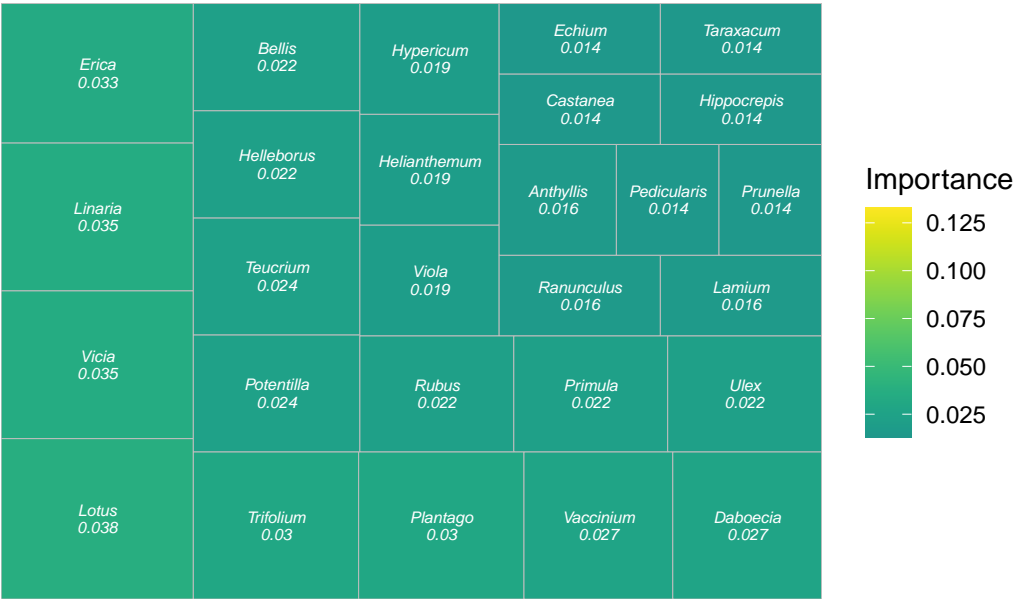 Erica
0.033
Linaria
0.035
Vicia
0.035
Lotus
0.038
Bellis
0.022
Helleborus
0.022
Teucrium
0.024
Potentilla
0.024
Trifolium
0.03
Hypericum
0.019
Helianthemum
0.019
Viola
0.019
Rubus
0.022
Plantago
0.03
Echium
0.014
Taraxacum
0.014
Castanea
0.014
Hippocrepis
0.014
Anthyllis
0.016
Pedicularis
0.014
Prunella
0.014
Ranunculus
0.016
Lamium
0.016
Primula
0.022
Ulex
0.022
Vaccinium
0.027
Daboecia
0.027
Importance
0.125
0.100
0.075
0.050
0.025